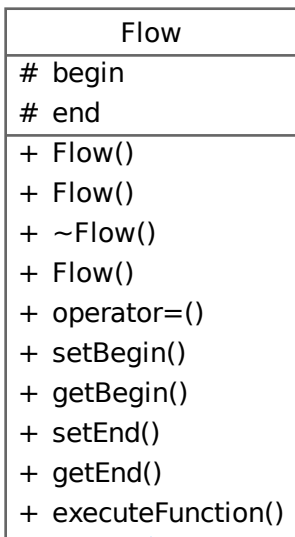 Flow
# begin
# end
+ Flow()
+ Flow()
+ ~Flow()
+ Flow()
+ operator=()
+ setBegin()
+ getBegin()
+ setEnd()
+ getEnd()
+ executeFunction()